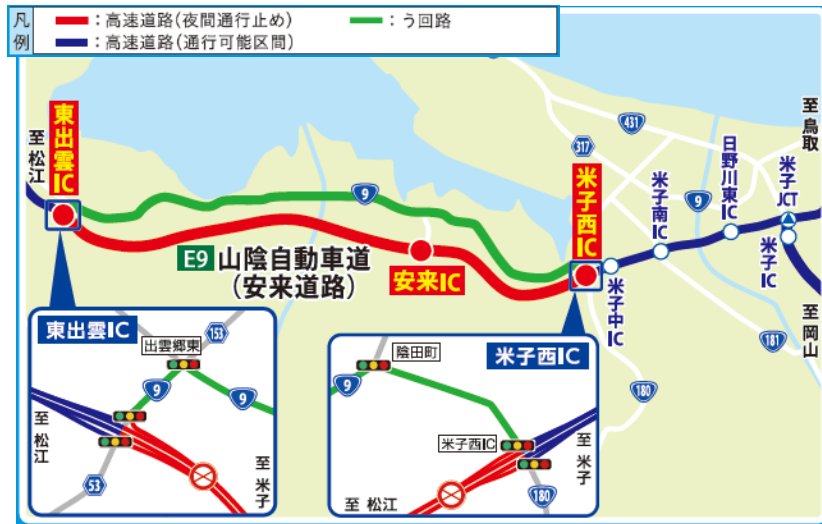 凡例
：高速道路（夜間通行止め）
：う回路
：高速道路（通行可能区間）
至松江
東出雲IC
9
E9 山陰自動車道
（安来道路）
安来IC
317
431
米子西IC
米子中IC
米子南IC
9
日野川東IC
米子JCT
米子IC
至鳥取
至岡山
181
180
東出雲IC
出雲郷東
153
9
9
至松江
53
至米子
米子西IC
陰田町
9
米子西IC
180
至松江
至米子